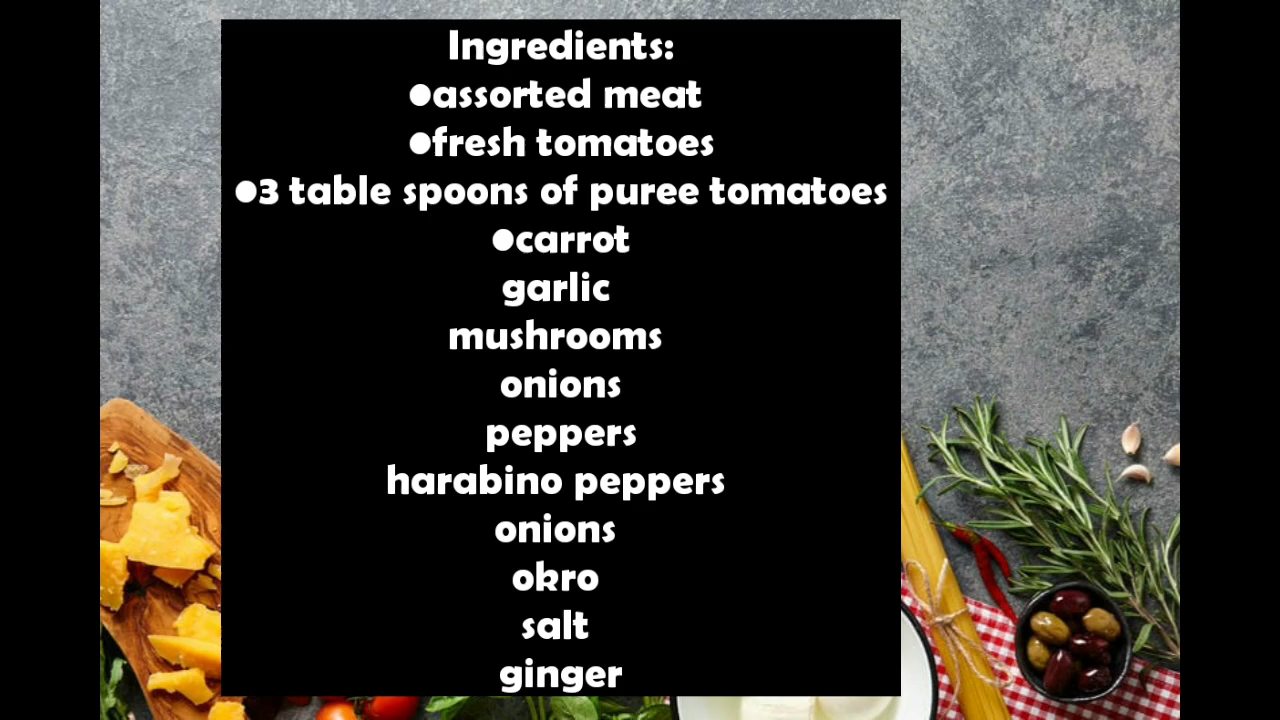 Ingredients:
●assorted meat
●fresh tomatoes
●3 table spoons of puree tomatoes
●carrot
garlic
mushrooms
onions
peppers
harabino peppers
onions
okro
salt
ginger